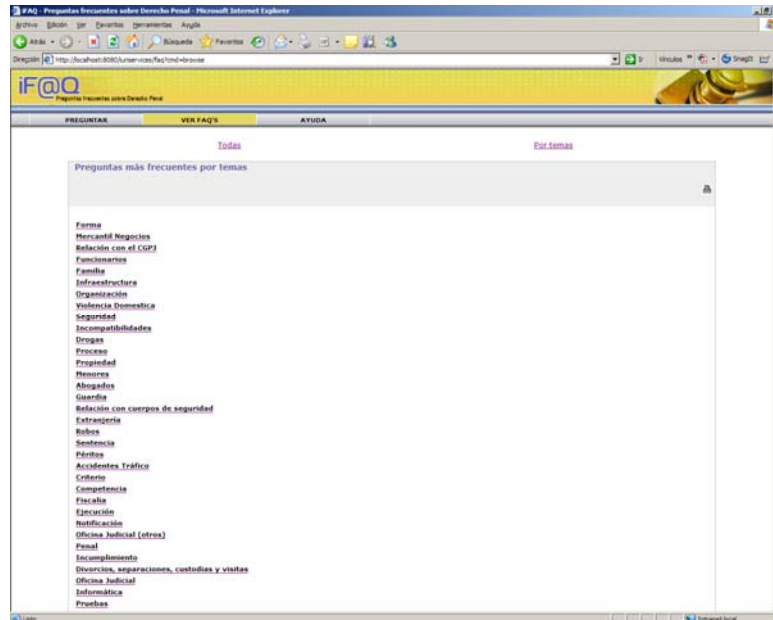 FAQ - Preguntas frecuentes sobre Derecho Penal - Microsoft Internet Explorer
Archivo Edición Ver Favoritos Herramientas Ayuda
Atrás Búsqueda Favoritos
Dirección http://localhost:8080/iurservices/faq?cmd=browse Ir Vínculos SnagIt
iF@Q
Preguntas frecuentes sobre Derecho Penal
PREGUNTAR VER FAQ'S AYUDA
Todas Por temas
Preguntas más frecuentes por temas
Forma
Mercantil Negocios
Relación con el CGPJ
Funcionarios
Familia
Infraestructura
Organización
Violencia Domestica
Seguridad
Incompatibilidades
Drogas
Proceso
Propiedad
Menores
Abogados
Guardia
Relación con cuerpos de seguridad
Extranjería
Robos
Sentencia
Péritos
Accidentes Tráfico
Criterio
Competencia
Fiscalia
Ejecución
Notificación
Oficina Judicial (otros)
Penal
Incumplimiento
Divorcios, separaciones, custodias y visitas
Oficina Judicial
Informática
Pruebas
Listo Intranet local